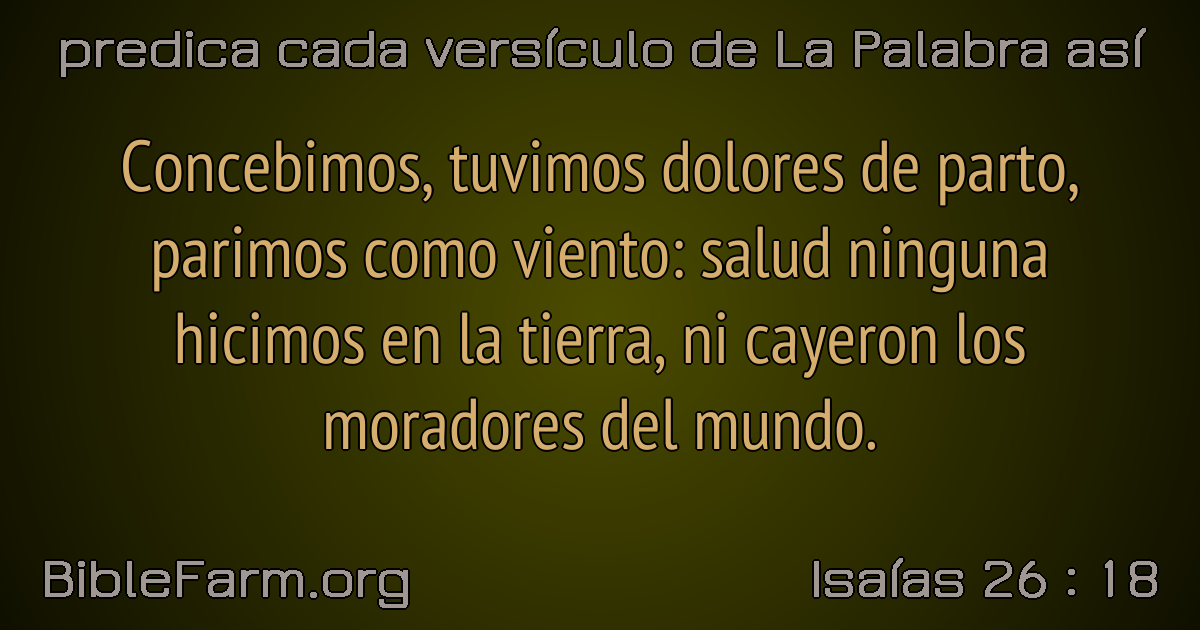 predica cada versículo de La Palabra así
Concebimos, tuvimos dolores de parto,
parimos como viento: salud ninguna
hicimos en la tierra, ni cayeron los
moradores del mundo.
BibleFarm.org
Isaías 26 : 18